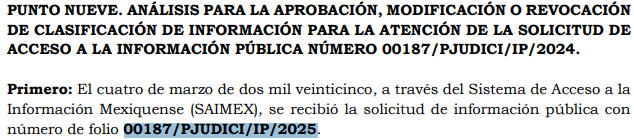 PUNTO NUEVE. ANÁLISIS PARA LA APROBACIÓN, MODIFICACIÓN O REVOCACIÓN
DE CLASIFICACIÓN DE INFORMACIÓN PARA LA ATENCIÓN DE LA SOLICITUD DE
ACCESO A LA INFORMACIÓN PÚBLICA NÚMERO 00187/PJUDICI/IP/2024.
Primero: El cuatro de marzo de dos mil veinticinco, a través del Sistema de Acceso a la
Información Mexiquense (SAIMEX), se recibió la solicitud de información pública con
número de folio 00187/PJUDICI/IP/2025.